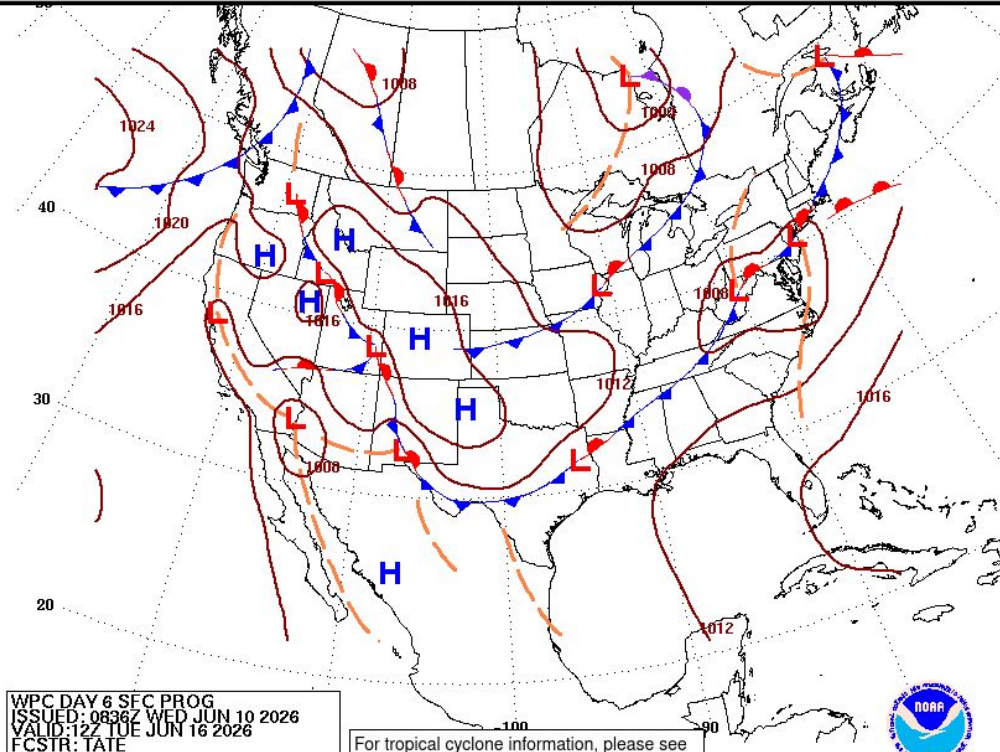 1008
1024
1004
1008
40
1020
L
L
L
L
H
H
L
L
L
1016
H
1016
1008
L
1016
H
L
1012
1016
30
H
L
1008
L
L
H
20
1012
-100
-90
WPC DAY 6 SFC PROG
ISSUED: 0836Z WED JUN 10 2026
VALID:12Z TUE JUN 16 2026
FCSTR: TATE
For tropical cyclone information, please see
NOAA